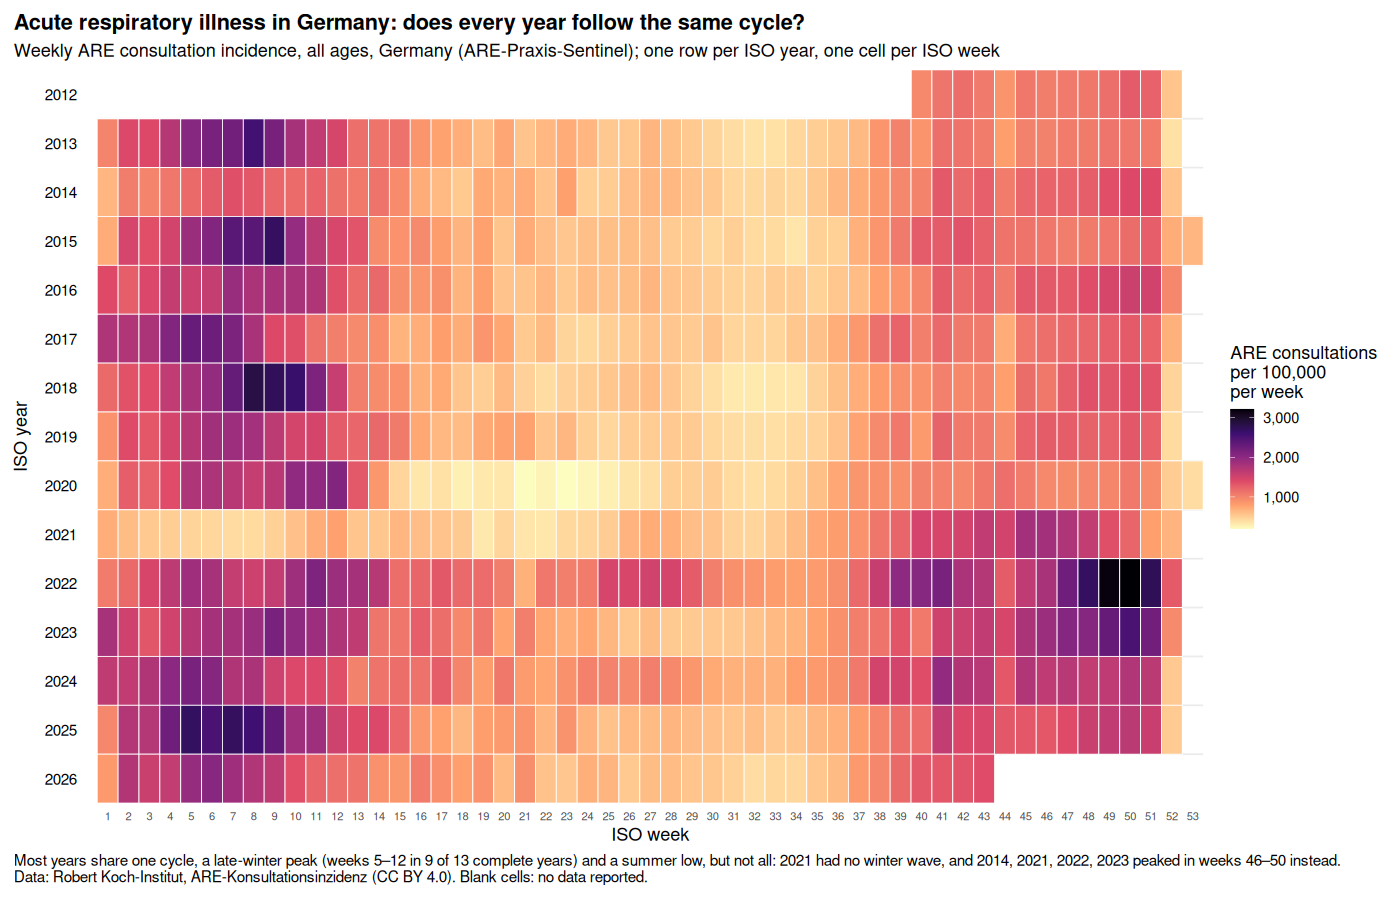 Acute respiratory illness in Germany: does every year follow the same cycle?
Weekly ARE consultation incidence, all ages, Germany (ARE-Praxis-Sentinel); one row per ISO year, one cell per ISO week
2012
2013
2014
2015
2016
2017
2018
2019
2020
2021
2022
2023
2024
2025
2026
ISO year
1 2 3 4 5 6 7 8 9 10 11 12 13 14 15 16 17 18 19 20 21 22 23 24 25 26 27 28 29 30 31 32 33 34 35 36 37 38 39 40 41 42 43 44 45 46 47 48 49 50 51 52 53
ISO week
ARE consultations
per 100,000
per week
3,000
2,000
1,000
Most years share one cycle, a late-winter peak (weeks 5–12 in 9 of 13 complete years) and a summer low, but not all: 2021 had no winter wave, and 2014, 2021, 2022, 2023 peaked in weeks 46–50 instead.
Data: Robert Koch-Institut, ARE-Konsultationsinzidenz (CC BY 4.0). Blank cells: no data reported.